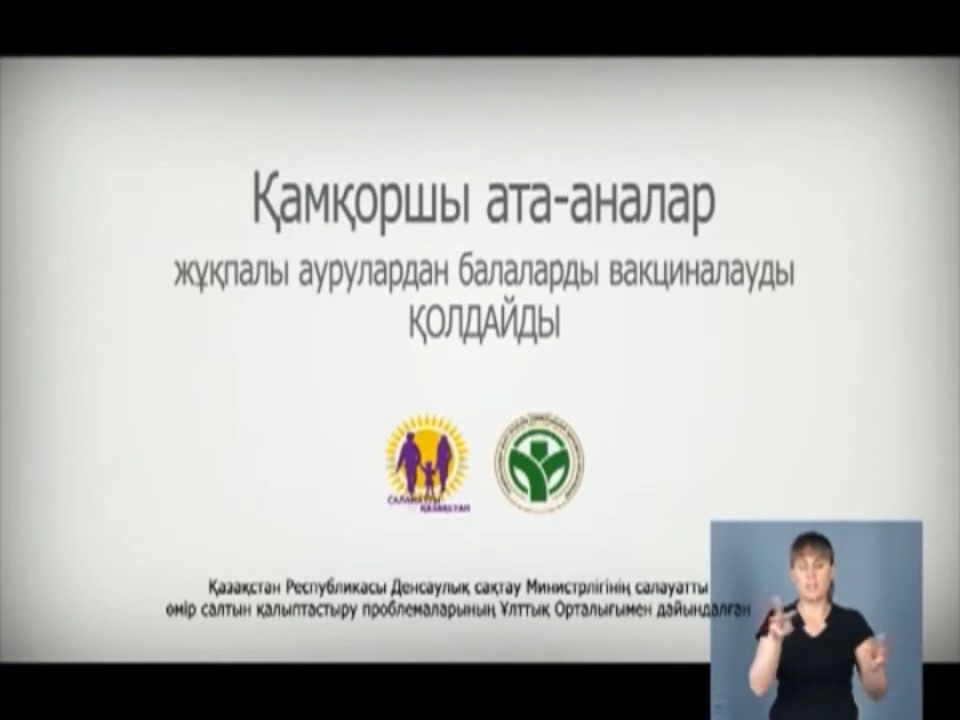 Қамқоршы ата-аналар
жұқпалы аурулардан балаларды вакциналауды
ҚОЛДАЙДЫ
САЛАМАТТЫ
ҚАЗАҚСТАН
Қазақстан Республикасы Денсаулық сақтау Министрлігінің салауатты
өмір салтын қалыптастыру проблемаларының Ұлттық Орталығымен дайындалған